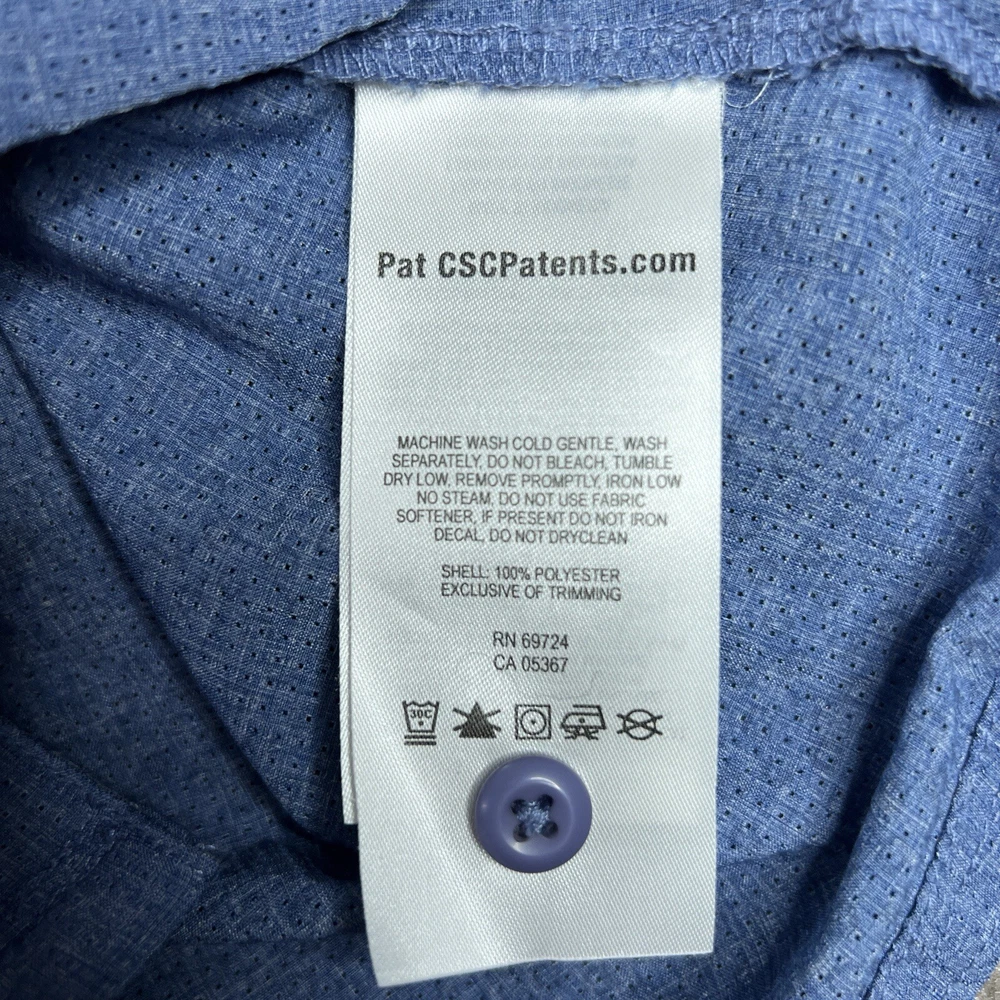 Pat CSCPatents.com
MACHINE WASH COLD GENTLE, WASH
SEPARATELY, DO NOT BLEACH, TUMBLE
DRY LOW, REMOVE PROMPTLY, IRON LOW
NO STEAM, DO NOT USE FABRIC
SOFTENER, IF PRESENT DO NOT IRON
DECAL, DO NOT DRYCLEAN
SHELL: 100% POLYESTER
EXCLUSIVE OF TRIMMING
RN 69724
CA 05367
30C